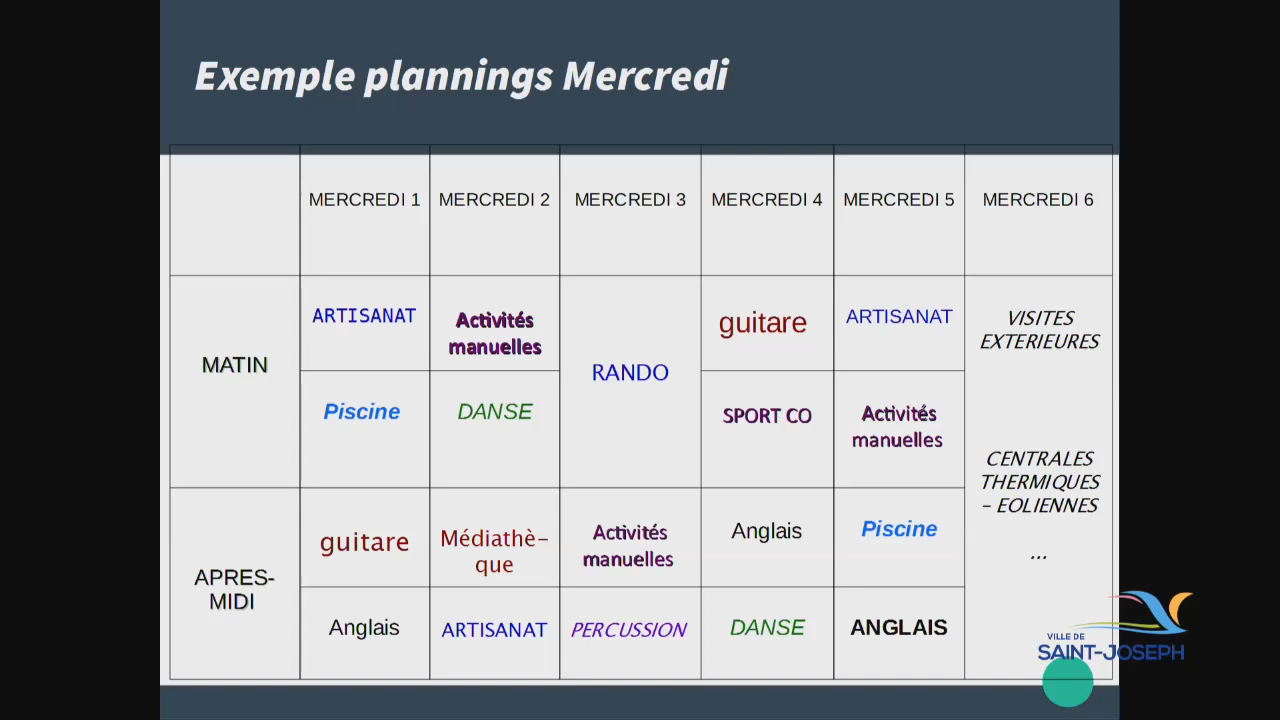 Exemple plannings Mercredi
MERCREDI 1
MERCREDI 2
MERCREDI 3
MERCREDI 4
MERCREDI 5
MERCREDI 6
MATIN
ARTISANAT
Activités
manuelles
RANDO
guitare
ARTISANAT
VISITES
EXTERIEURES
Piscine
DANSE
SPORT CO
Activités
manuelles
CENTRALES
THERMIQUES
– EOLIENNES
...
APRES-
MIDI
guitare
Médiathè-
que
Activités
manuelles
Anglais
Piscine
Anglais
ARTISANAT
PERCUSSION
DANSE
ANGLAIS
VILLE DE
SAINT-JOSEPH